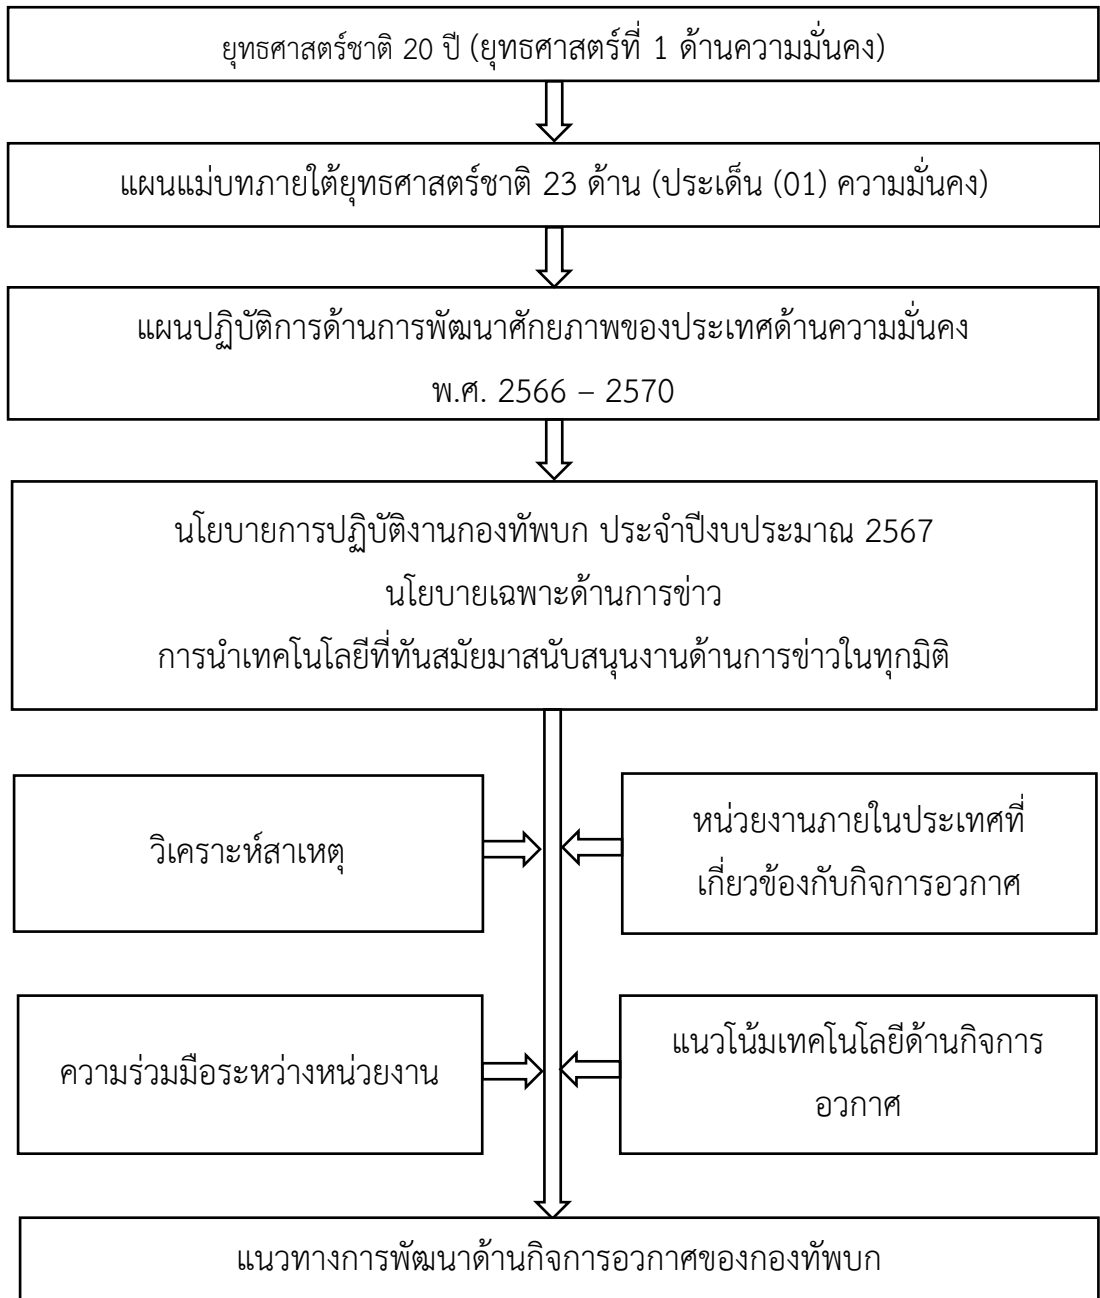 ยุทธศาสตร์ชาติ 20 ปี (ยุทธศาสตร์ที่ 1 ด้านความมั่นคง)
แผนแม่บทภายใต้ยุทธศาสตร์ชาติ 23 ด้าน (ประเด็น (01) ความมั่นคง)
แผนปฏิบัติการด้านการพัฒนาศักยภาพของประเทศด้านความมั่นคง
พ.ศ. 2566 – 2570
นโยบายการปฏิบัติงานกองทัพบก ประจำปีงบประมาณ 2567
นโยบายเฉพาะด้านการข่าว
การนำเทคโนโลยีที่ทันสมัยมาสนับสนุนงานด้านการข่าวในทุกมิติ
วิเคราะห์สาเหตุ
หน่วยงานภายในประเทศที่
เกี่ยวข้องกับกิจการอวกาศ
ความร่วมมือระหว่างหน่วยงาน
แนวโน้มเทคโนโลยีด้านกิจการ
อวกาศ
แนวทางการพัฒนาด้านกิจการอวกาศของกองทัพบก